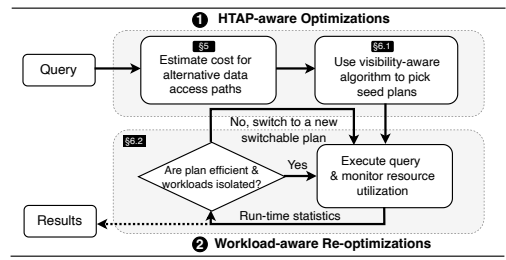 1 HTAP-aware Optimizations
Query
§5
Estimate cost for
alternative data
access paths
§6.1
Use visibility-aware
algorithm to pick
seed plans
§6.2
No, switch to a new
switchable plan
Are plan efficient &
workloads isolated?
Yes
Execute query
& monitor resource
utilization
Run-time statistics
Results
2 Workload-aware Re-optimizations